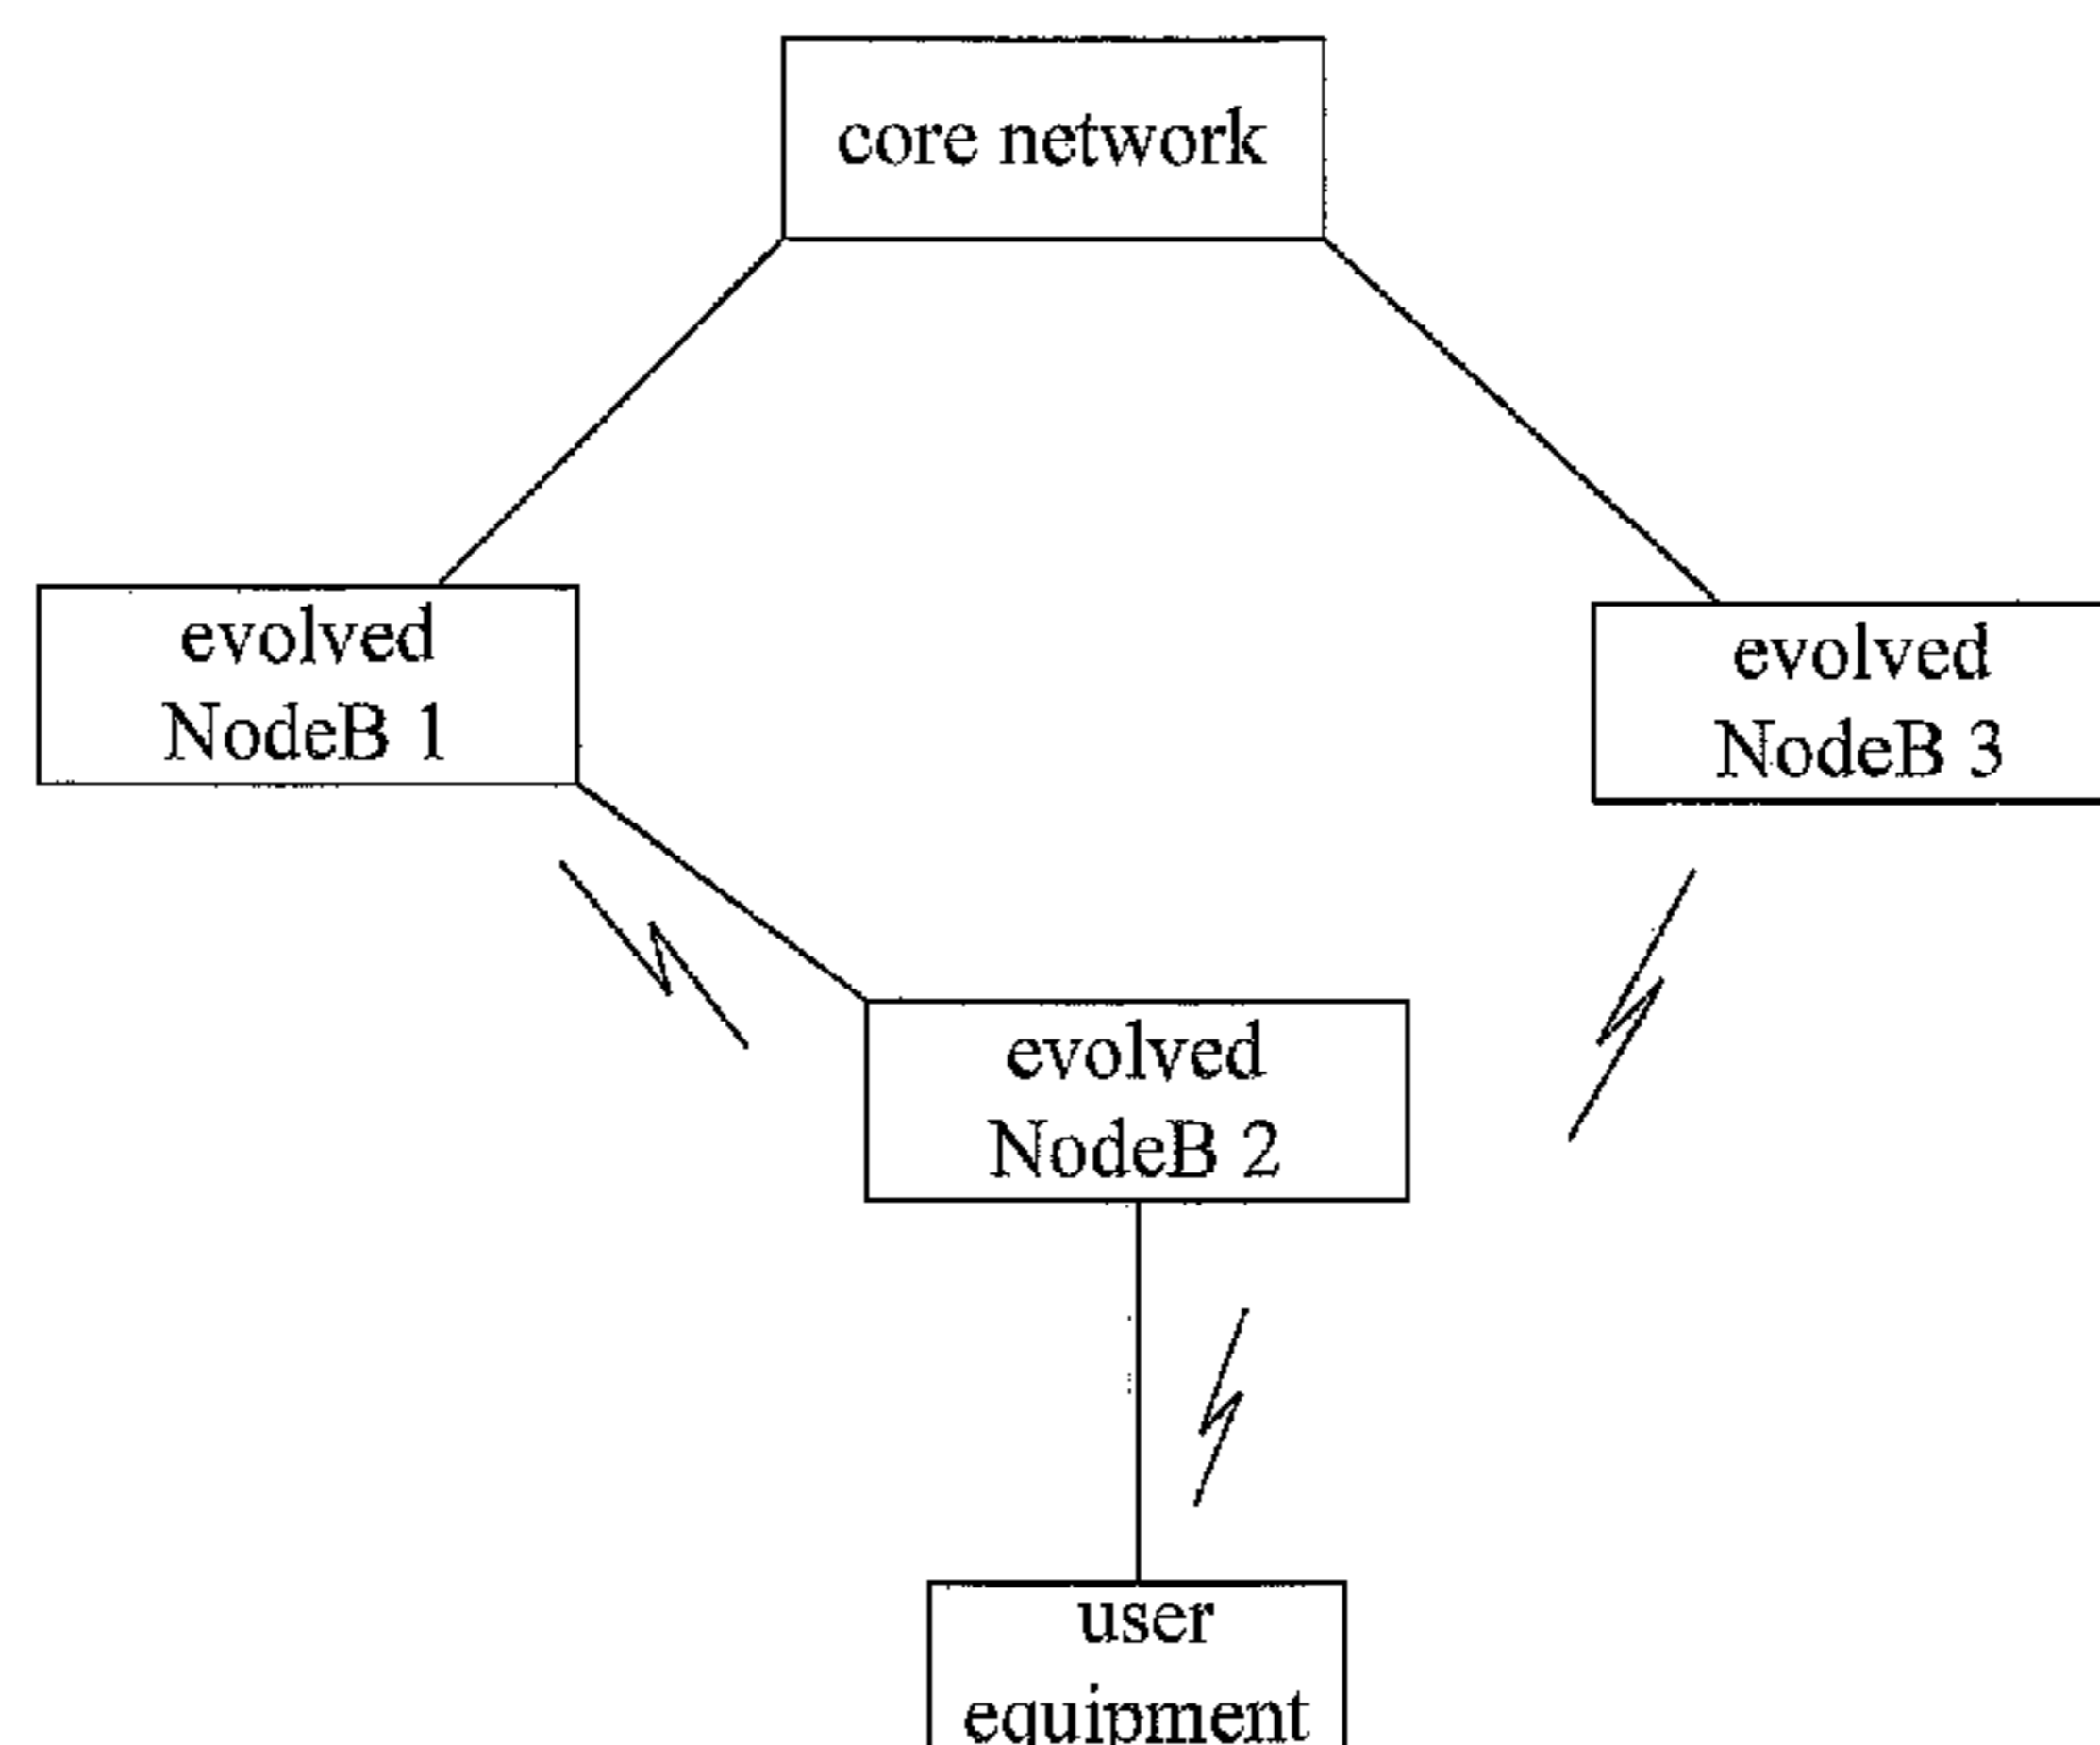 core network
evolved
NodeB 1
evolved
NodeB 3
evolved
NodeB 2
user
equipment